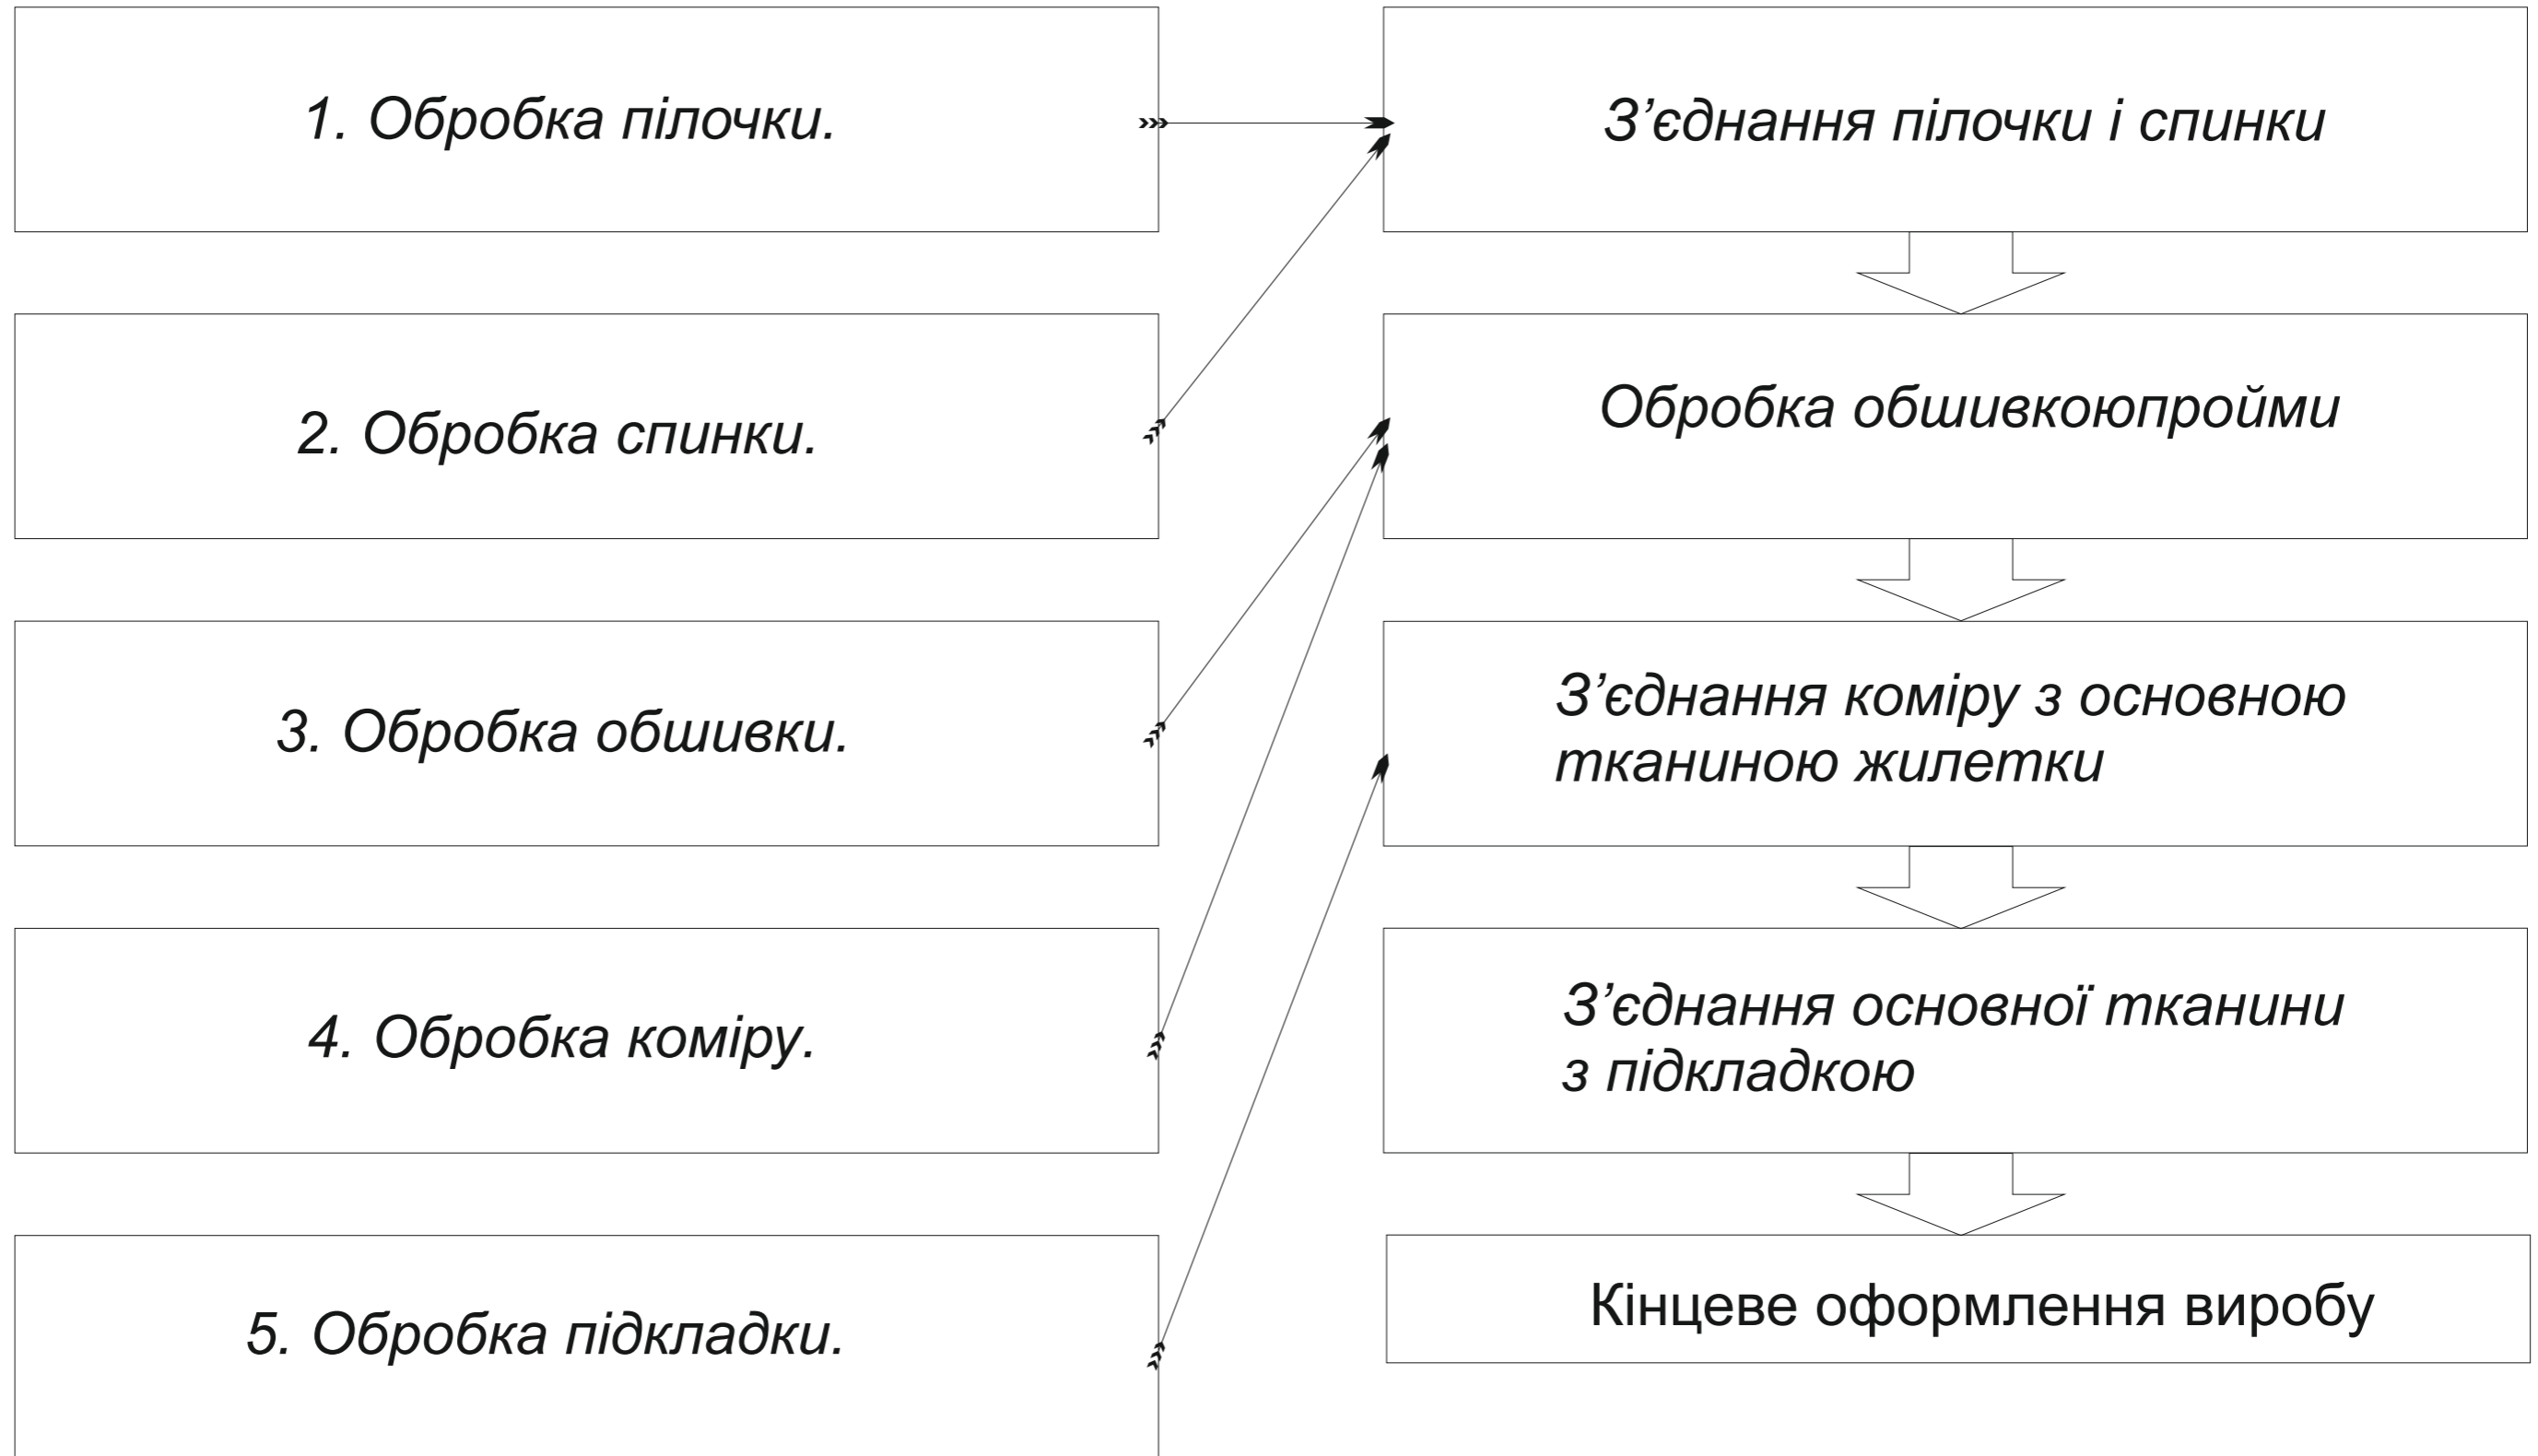 1. Обробка пілочки.
З’єднання пілочки і спинки
2. Обробка спинки.
Обробка обшивкоюпройми
3. Обробка обшивки.
З’єднання коміру з основною
тканиною жилетки
4. Обробка коміру.
З’єднання основної тканини
з підкладкою
5. Обробка підкладки.
Кінцеве оформлення виробу